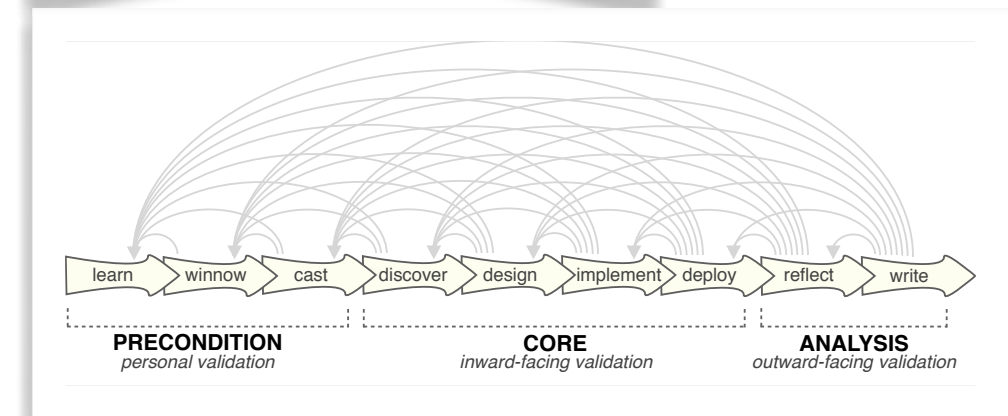 learn winnow cast discover design implement deploy reflect write
PRECONDITION CORE ANALYSIS
personal validation inward-facing validation outward-facing validation